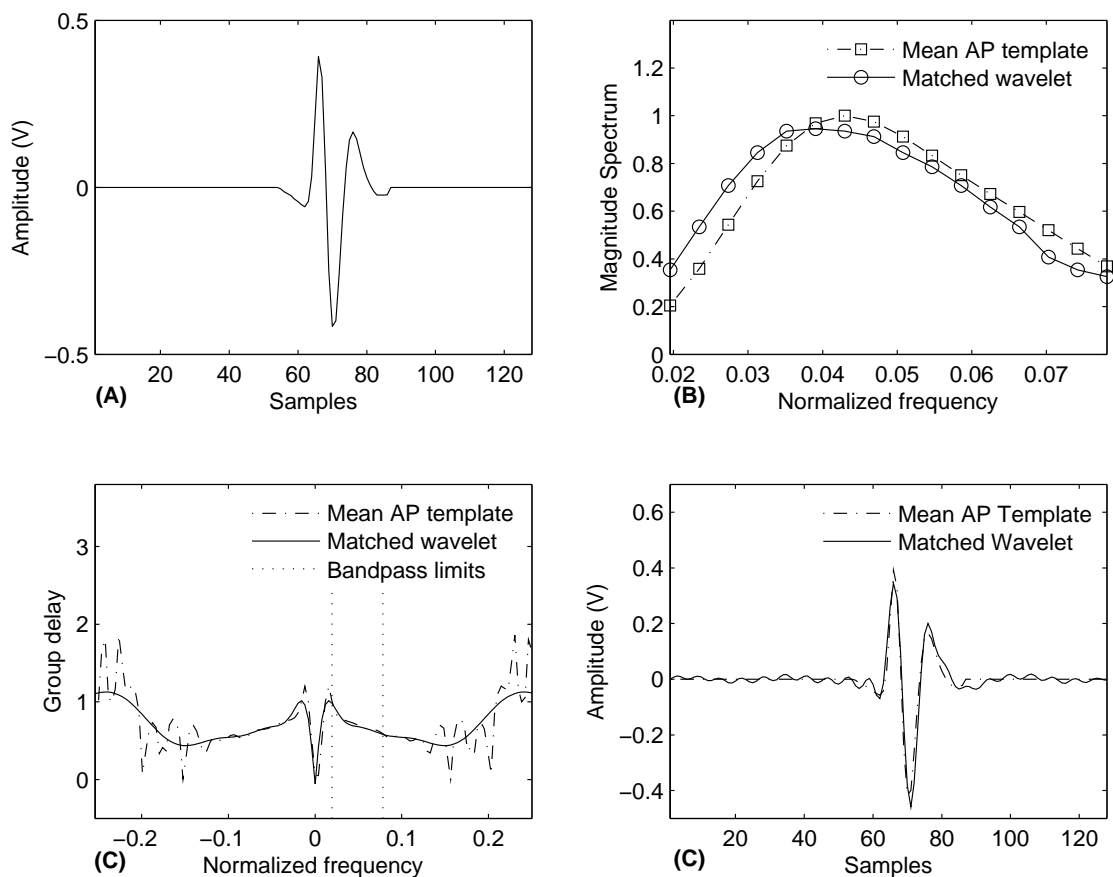 0.5
0
−0.5
Amplitude (V)
20 40 60 80 100 120
(A)
Samples
Mean AP template
Matched wavelet
1.2
1
0.8
0.6
0.4
0.2
0
Magnitude Spectrum
0.02 0.03 0.04 0.05 0.06 0.07
(B)
Normalized frequency
Mean AP template
Matched wavelet
Bandpass limits
3
2
1
0
Group delay
−0.2 −0.1 0 0.1 0.2
(C)
Normalized frequency
Mean AP Template
Matched Wavelet
0.6
0.4
0.2
0
−0.2
−0.4
Amplitude (V)
20 40 60 80 100 120
(C)
Samples